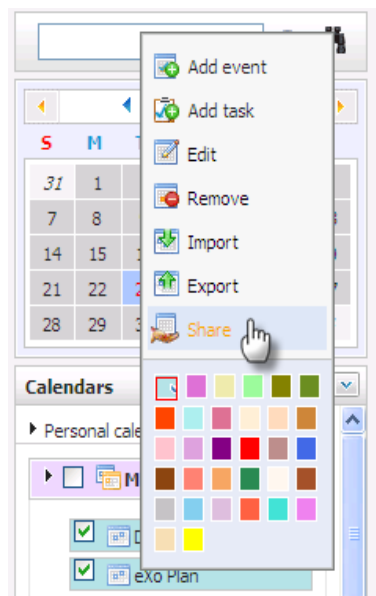 Add event
Add task
S M
Edit
31 1
Remove
7 8
Import
14 15
Export
21 22
Share
28 29
Calendars
Personal
eXo Plan